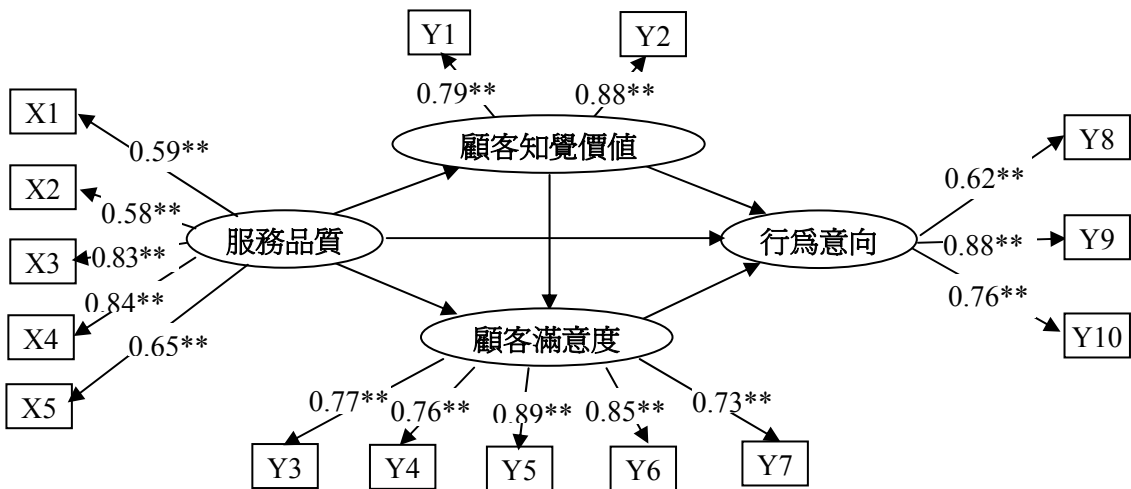 Y1
Y2
0.79**
0.88**
X1
0.59**
顧客知覺價值
Y8
X2
0.62**
0.58**
服務品質
行為意向
0.88**
Y9
X3
0.83**
0.84**
0.76**
X4
0.65**
顧客滿意度
Y10
X5
0.77**
0.76**
0.89**
0.85**
0.73**
Y3
Y4
Y5
Y6
Y7